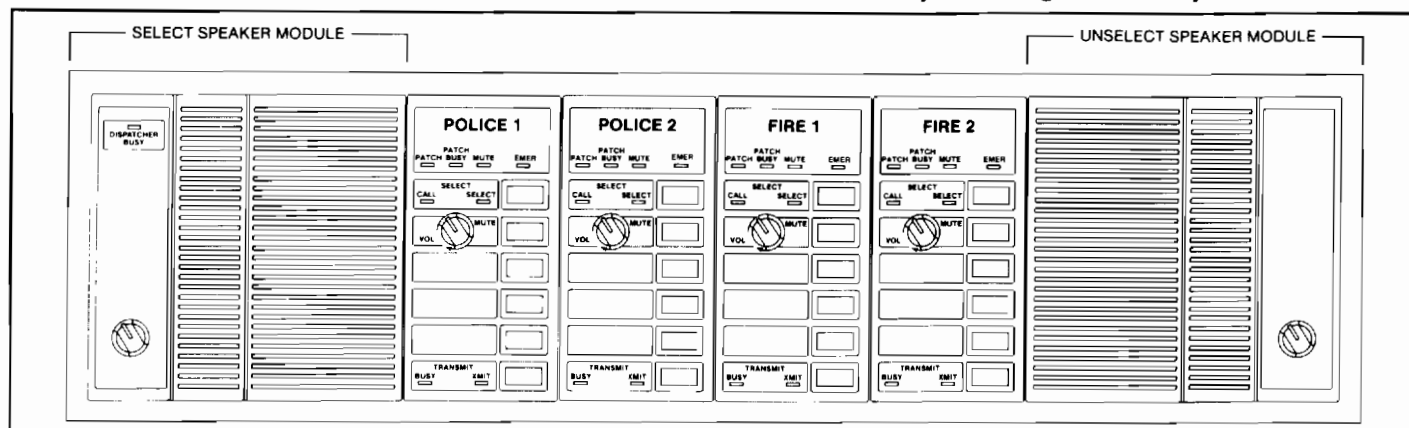 SELECT SPEAKER MODULE
UNSELECT SPEAKER MODULE
DISPATCHER
BUSY
POLICE 1
PATCH
PATCH BUSY MUTE EMER
SELECT
CALL SELECT
MUTE
VOL
TRANSMIT
BUSY XMIT
POLICE 2
PATCH
PATCH BUSY MUTE EMER
SELECT
CALL SELECT
MUTE
VOL
TRANSMIT
BUSY XMIT
FIRE 1
PATCH
PATCH BUSY MUTE EMER
SELECT
CALL SELECT
MUTE
VOL
TRANSMIT
BUSY XMIT
FIRE 2
PATCH
PATCH BUSY MUTE EMER
SELECT
CALL SELECT
MUTE
VOL
TRANSMIT
BUSY XMIT